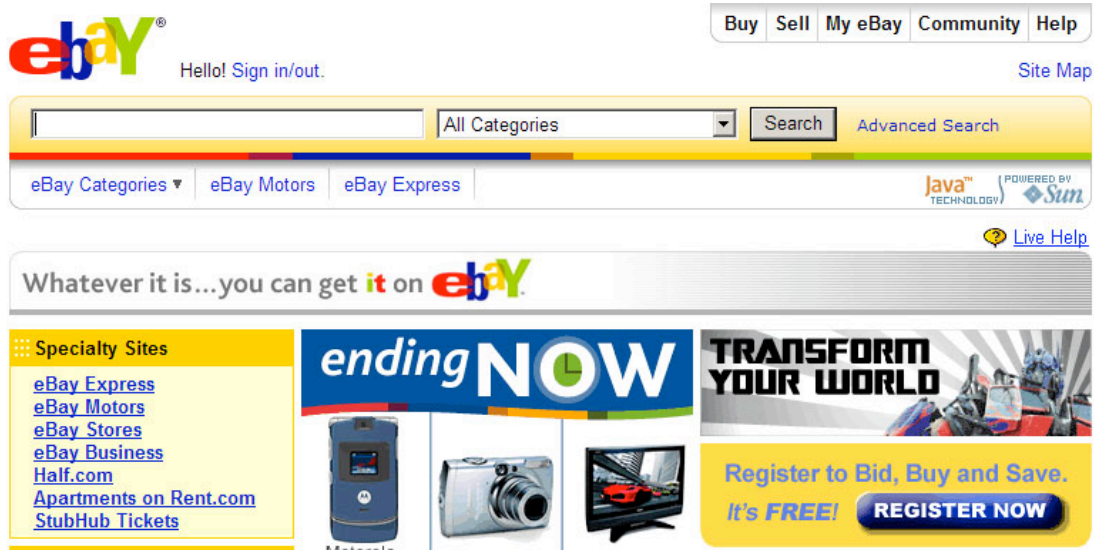 ebaY®
Buy Sell My eBay Community Help
Hello! Sign in/out.
Site Map
All Categories
Search
Advanced Search
eBay Categories ▼ eBay Motors eBay Express
Java™ TECHNOLOGY
POWERED BY Sun
Live Help
Whatever it is...you can get it on ebaY
Specialty Sites
eBay Express
eBay Motors
eBay Stores
eBay Business
Half.com
Apartments on Rent.com
StubHub Tickets
ending NOW
Motorola
TRANSFORM
YOUR WORLD
Register to Bid, Buy and Save.
It's FREE! REGISTER NOW